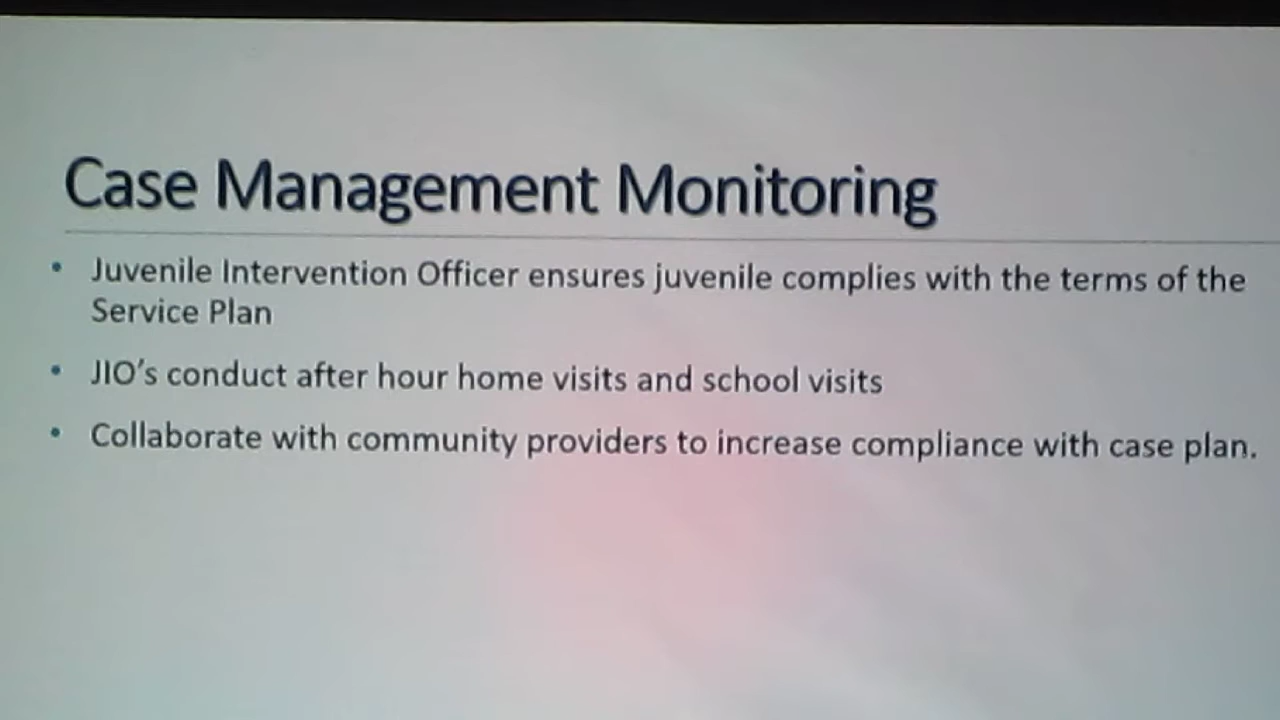 Case Management Monitoring
• Juvenile Intervention Officer ensures juvenile complies with the terms of the
Service Plan
• JIO's conduct after hour home visits and school visits
• Collaborate with community providers to increase compliance with case plan.